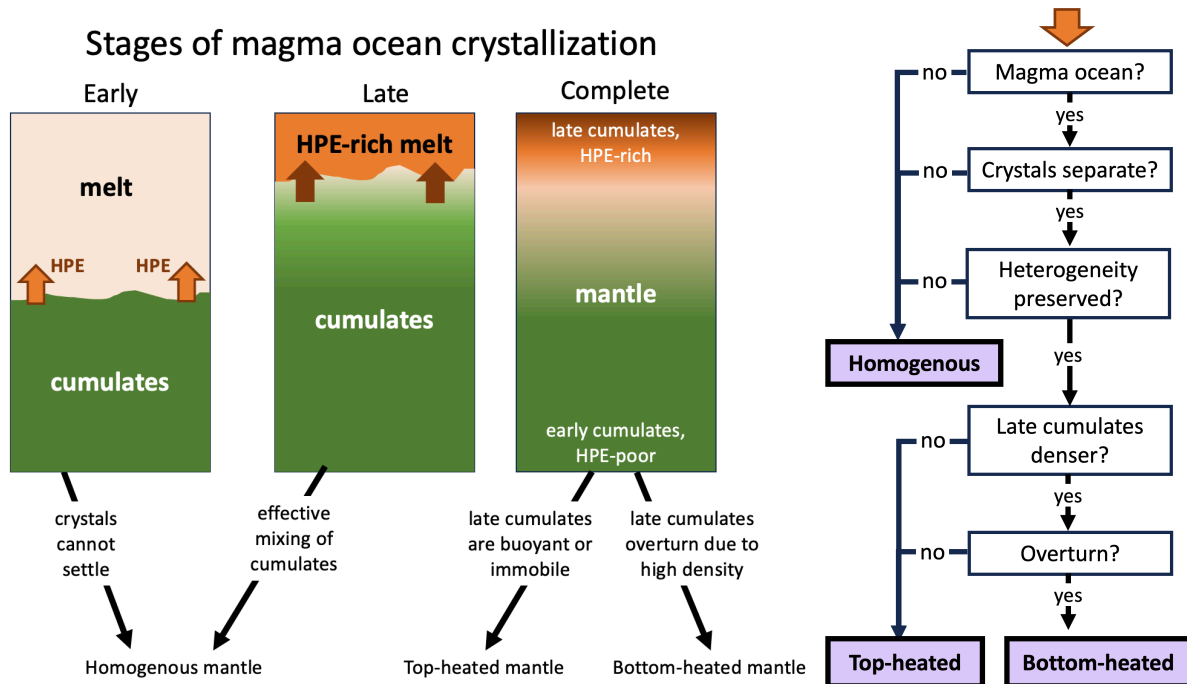 Stages of magma ocean crystallization
Early
melt
HPE
HPE
cumulates
crystals
cannot
settle
Late
HPE-rich melt
cumulates
effective
mixing of
cumulates
Homogenous mantle
Complete
late cumulates,
HPE-rich
mantle
early cumulates,
HPE-poor
late cumulates
are buoyant or
immobile
Top-heated mantle
late cumulates
overturn due to
high density
Bottom-heated mantle
Magma ocean?
no
yes
Crystals separate?
no
yes
Heterogeneity
preserved?
no
yes
Homogenous
Late cumulates
denser?
no
yes
Overturn?
no
yes
Top-heated
Bottom-heated